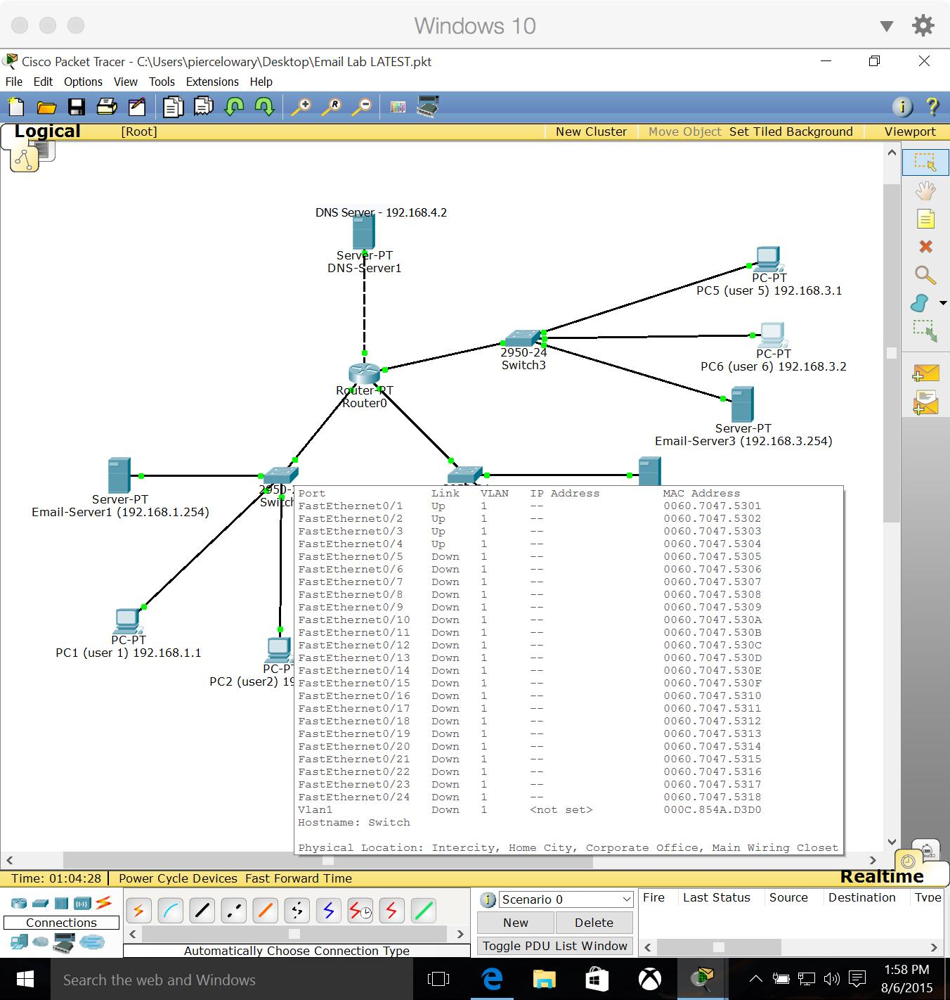 Windows 10
Cisco Packet Tracer - C:\Users\piercelowary\Desktop\Email Lab LATEST.pkt
File Edit Options View Tools Extensions Help
Logical [Root] New Cluster Move Object Set Tiled Background Viewport
DNS Server - 192.168.4.2
Server-PT
DNS-Server1
PC-PT
PC5 (user 5) 192.168.3.1
2950-24
Switch3
PC-PT
PC6 (user 6) 192.168.3.2
Router-PT
Router0
Server-PT
Email-Server3 (192.168.3.254)
Server-PT
Email-Server1 (192.168.1.254)
PC-PT
PC1 (user 1) 192.168.1.1
PC2 (user2)
Port Link VLAN IP Address MAC Address
FastEthernet0/1 Up 1 -- 0060.7047.5301
FastEthernet0/2 Up 1 -- 0060.7047.5302
FastEthernet0/3 Up 1 -- 0060.7047.5303
FastEthernet0/4 Up 1 -- 0060.7047.5304
FastEthernet0/5 Down 1 -- 0060.7047.5305
FastEthernet0/6 Down 1 -- 0060.7047.5306
FastEthernet0/7 Down 1 -- 0060.7047.5307
FastEthernet0/8 Down 1 -- 0060.7047.5308
FastEthernet0/9 Down 1 -- 0060.7047.5309
FastEthernet0/10 Down 1 -- 0060.7047.530A
FastEthernet0/11 Down 1 -- 0060.7047.530B
FastEthernet0/12 Down 1 -- 0060.7047.530C
FastEthernet0/13 Down 1 -- 0060.7047.530D
FastEthernet0/14 Down 1 -- 0060.7047.530E
FastEthernet0/15 Down 1 -- 0060.7047.530F
FastEthernet0/16 Down 1 -- 0060.7047.5310
FastEthernet0/17 Down 1 -- 0060.7047.5311
FastEthernet0/18 Down 1 -- 0060.7047.5312
FastEthernet0/19 Down 1 -- 0060.7047.5313
FastEthernet0/20 Down 1 -- 0060.7047.5314
FastEthernet0/21 Down 1 -- 0060.7047.5315
FastEthernet0/22 Down 1 -- 0060.7047.5316
FastEthernet0/23 Down 1 -- 0060.7047.5317
FastEthernet0/24 Down 1 -- 0060.7047.5318
Vlan1 Down 1 <not set> 000C.854A.D3D0
Hostname: Switch
Physical Location: Intercity, Home City, Corporate Office, Main Wiring Closet
Time: 01:04:28 Power Cycle Devices Fast Forward Time
Realtime
Connections
Automatically Choose Connection Type
Scenario 0
New Delete
Toggle PDU List Window
Fire Last Status Source Destination Type
Search the web and Windows
1:58 PM
8/6/2015